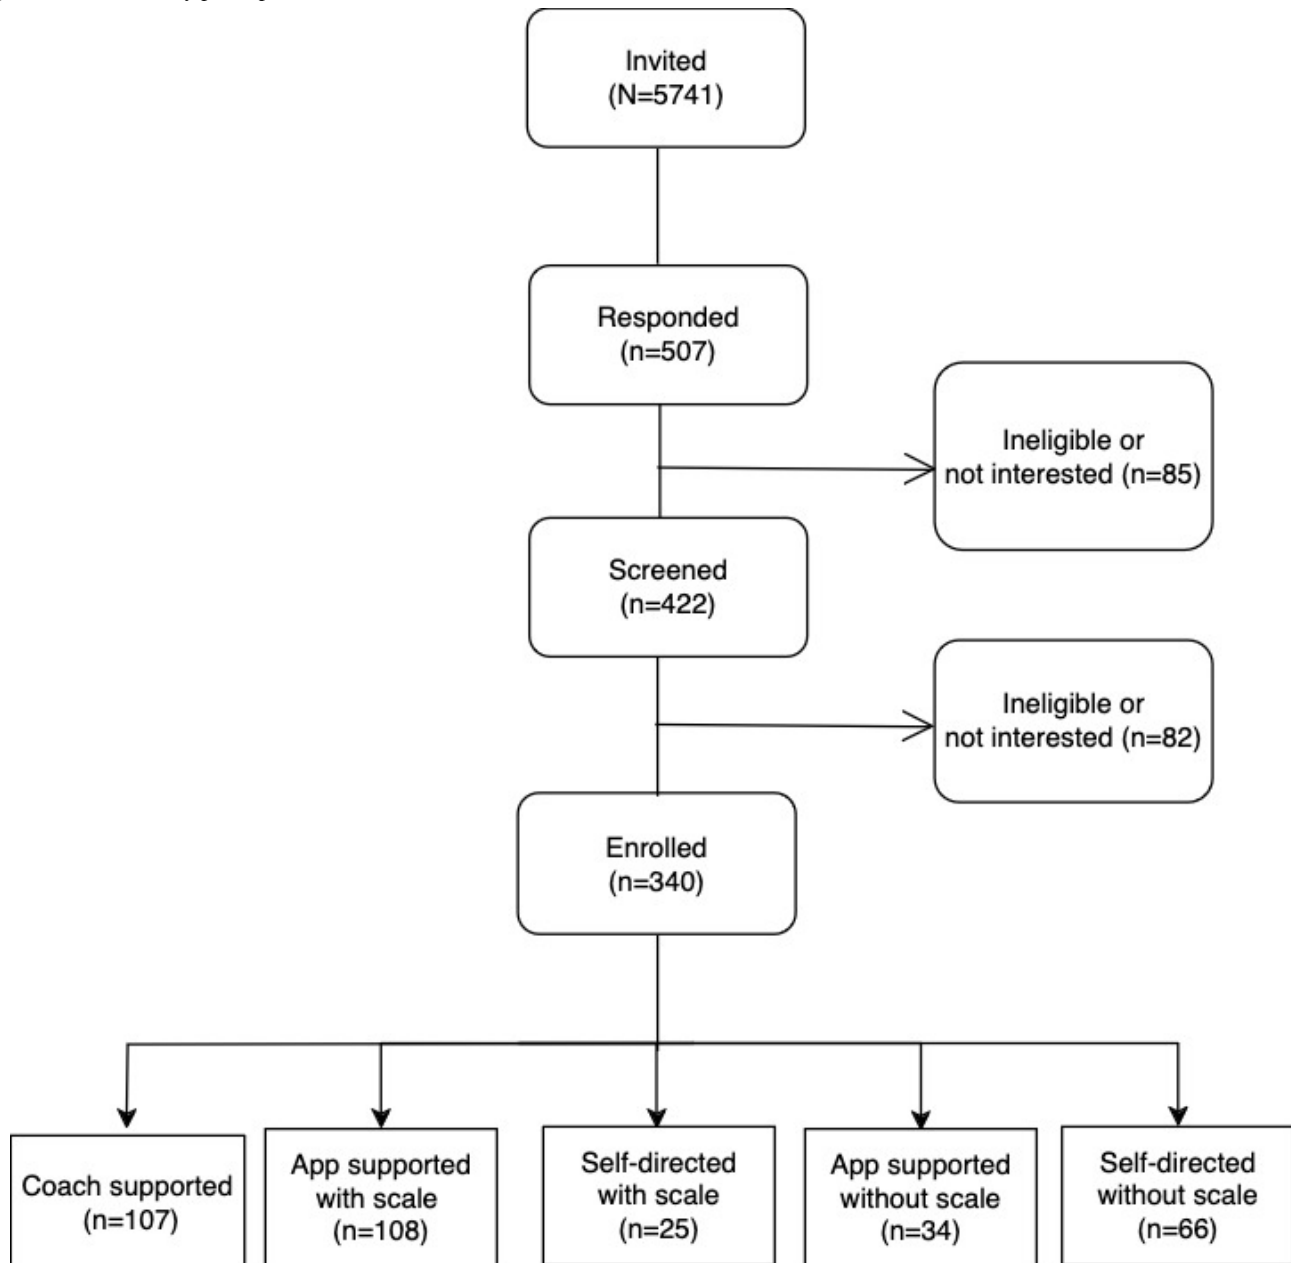 Invited
(N=5741)
Responded
(n=507)
Ineligible or
not interested (n=85)
Screened
(n=422)
Ineligible or
not interested (n=82)
Enrolled
(n=340)
Coach supported
(n=107)
App supported
with scale
(n=108)
Self-directed
with scale
(n=25)
App supported
without scale
(n=34)
Self-directed
without scale
(n=66)